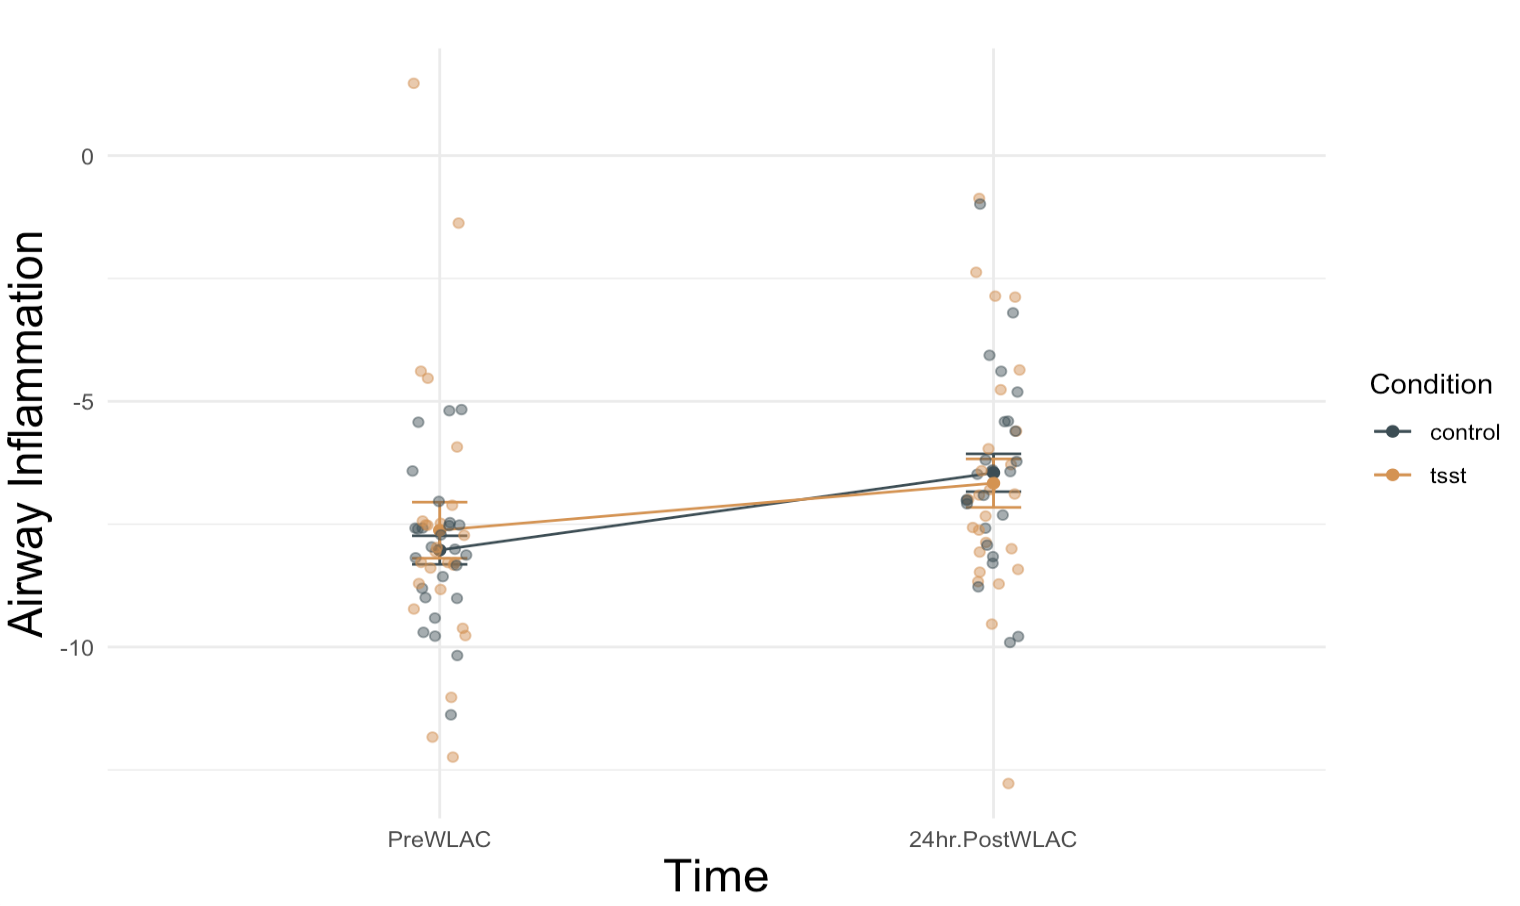 Airway Inflammation
0
-5
-10
PreWLAC
24hr.PostWLAC
Time
Condition
control
tsst